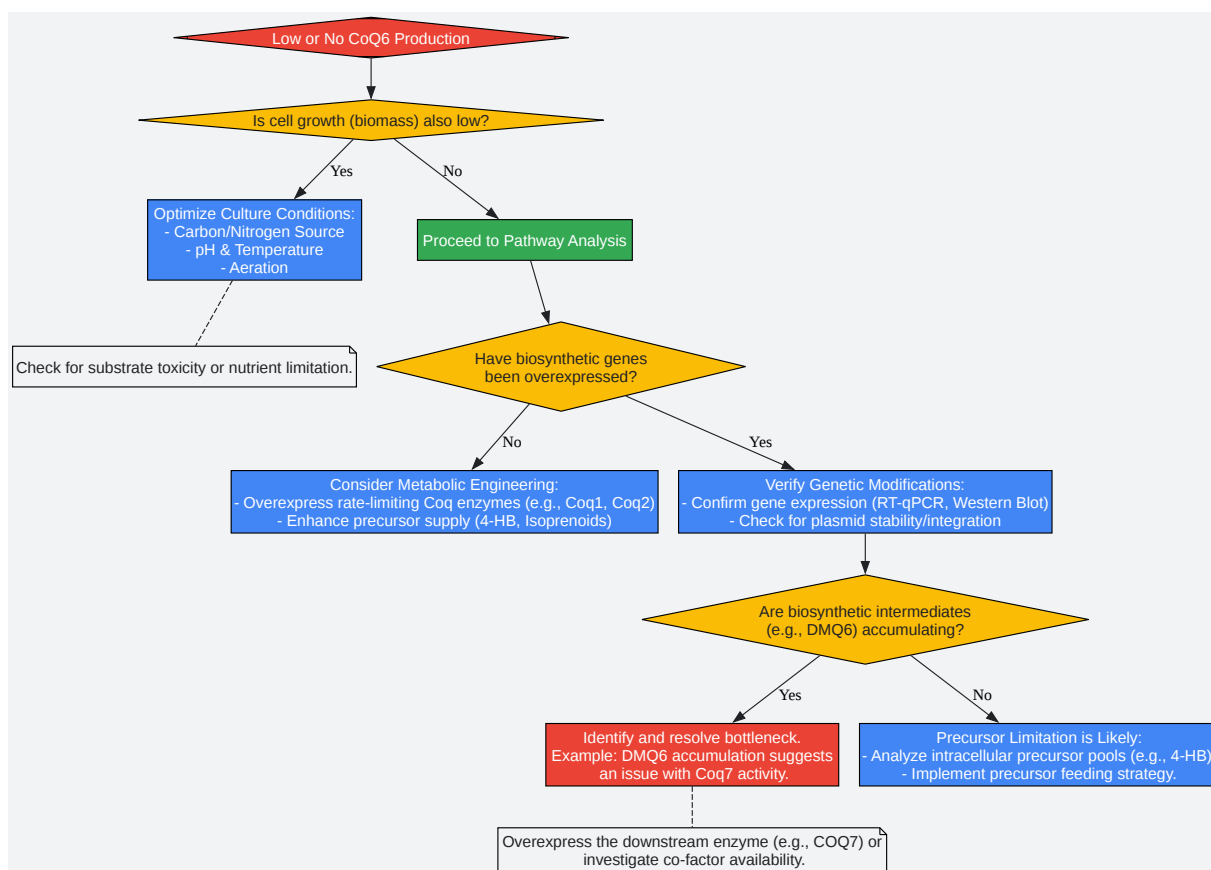 Low or No CoQ6 Production
Is cell growth (biomass) also low?
Yes
No
Optimize Culture Conditions:
- Carbon/Nitrogen Source
- pH & Temperature
- Aeration
Proceed to Pathway Analysis
Check for substrate toxicity or nutrient limitation.
Have biosynthetic genes
been overexpressed?
No
Yes
Consider Metabolic Engineering:
- Overexpress rate-limiting Coq enzymes (e.g., Coq1, Coq2)
- Enhance precursor supply (4-HB, Isoprenoids)
Verify Genetic Modifications:
- Confirm gene expression (RT-qPCR, Western Blot)
- Check for plasmid stability/integration
Are biosynthetic intermediates
(e.g., DMQ6) accumulating?
Yes
No
Identify and resolve bottleneck.
Example: DMQ6 accumulation suggests
an issue with Coq7 activity.
Precursor Limitation is Likely:
- Analyze intracellular precursor pools (e.g., 4-HB)
- Implement precursor feeding strategy.
Overexpress the downstream enzyme (e.g., COQ7) or
investigate co-factor availability.